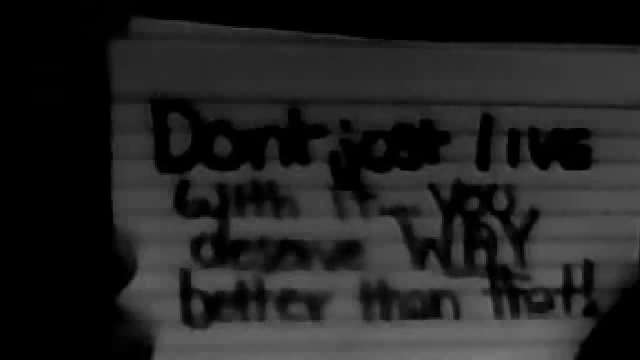 Dont just live
with it... you
deserve WAY
better than that!